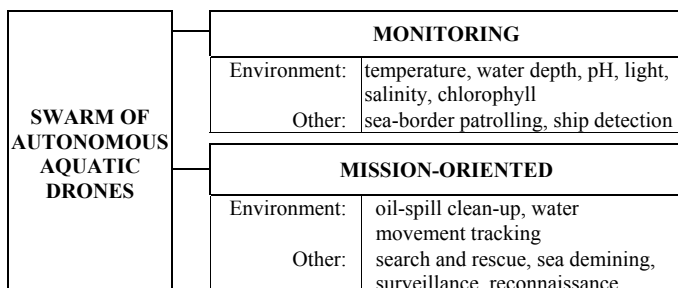 SWARM OF
AUTONOMOUS
AQUATIC
DRONES
MONITORING
Environment: temperature, water depth, pH, light,
salinity, chlorophyll
Other: sea-border patrolling, ship detection
MISSION-ORIENTED
Environment: oil-spill clean-up, water
movement tracking
Other: search and rescue, sea demining,
surveillance, reconnaissance